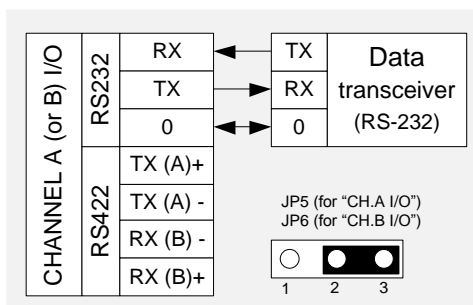 CHANNEL A (or B) I/O
RS232
RX
TX
0
RS422
TX (A)+
TX (A) -
RX (B) -
RX (B)+
TX
RX
0
Data
transceiver
(RS-232)
JP5 (for “CH.A I/O”)
JP6 (for “CH.B I/O”)
1 2 3